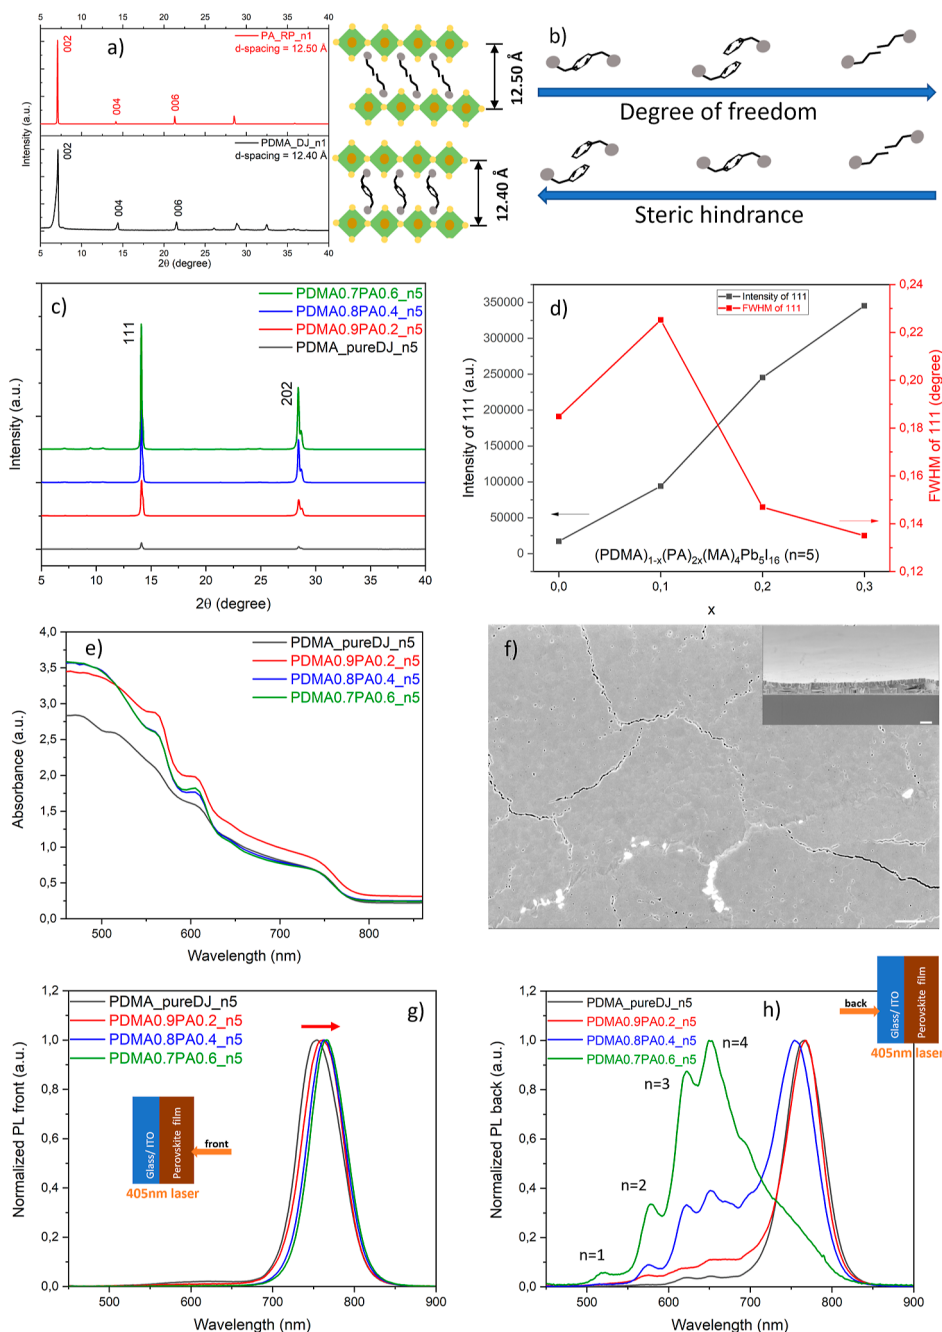 a)
PA_RP_n1
d-spacing = 12.50 Å
002
004
006
PDMA_DJ_n1
d-spacing = 12.40 Å
002
004
006
Intensity (a.u.)
5 10 15 20 25 30 35 40
5 10 15 20 25 30 35 40
2θ (degree)
12.50 Å
12.40 Å
b)
Degree of freedom
Steric hindrance
c)
PDMA0.7PA0.6_n5
PDMA0.8PA0.4_n5
PDMA0.9PA0.2_n5
PDMA_pureDJ_n5
111
202
Intensity (a.u.)
5 10 15 20 25 30 35 40
2θ (degree)
d)
Intensity of 111
FWHM of 111
350000
300000
250000
200000
150000
100000
50000
0
Intensity of 111 (a.u.)
0,24
0,22
0,20
0,18
0,16
0,14
0,12
FWHM of 111 (degree)
(PDMA)1-x(PA)2x(MA)4Pb5I16 (n=5)
0,0 0,1 0,2 0,3
x
e)
PDMA_pureDJ_n5
PDMA0.9PA0.2_n5
PDMA0.8PA0.4_n5
PDMA0.7PA0.6_n5
4,0
3,5
3,0
2,5
2,0
1,5
1,0
0,5
0,0
Absorbance (a.u.)
500 600 700 800
Wavelength (nm)
f)
g)
PDMA_pureDJ_n5
PDMA0.9PA0.2_n5
PDMA0.8PA0.4_n5
PDMA0.7PA0.6_n5
1,2
1,0
0,8
0,6
0,4
0,2
0,0
Normalized PL front (a.u.)
Glass/ ITO
Perovskite film
front
405nm laser
500 600 700 800 900
Wavelength (nm)
h)
PDMA_pureDJ_n5
PDMA0.9PA0.2_n5
PDMA0.8PA0.4_n5
PDMA0.7PA0.6_n5
back
Glass/ ITO
Perovskite film
405nm laser
n=4
n=3
n=2
n=1
1,2
1,0
0,8
0,6
0,4
0,2
0,0
Normalized PL back (a.u.)
500 600 700 800 900
Wavelength (nm)